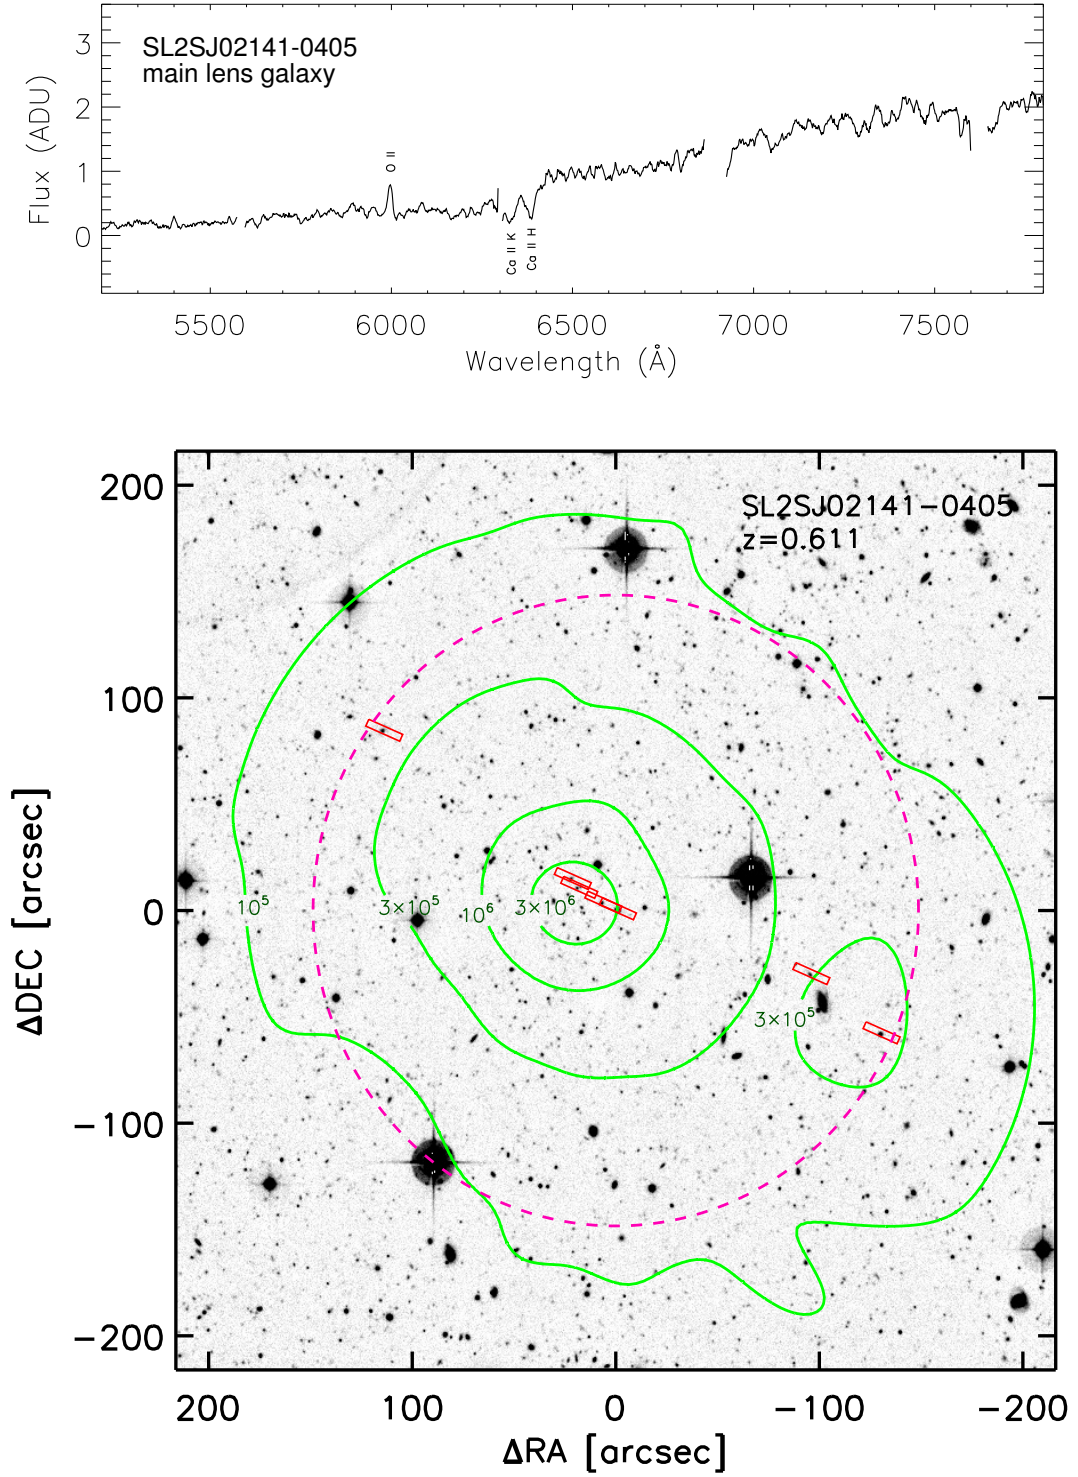 SL2SJ02141-0405
main lens galaxy
3
2
1
0
Flux (ADU)
O II
Ca II K
Ca II H
5500 6000 6500 7000 7500
Wavelength (Å)
SL2SJ02141-0405
z=0.611
200
100
0
-100
-200
ΔDEC [arcsec]
10⁵ 3×10⁵ 10⁶ 3×10⁶
3×10⁵
200 100 0 -100 -200
ΔRA [arcsec]